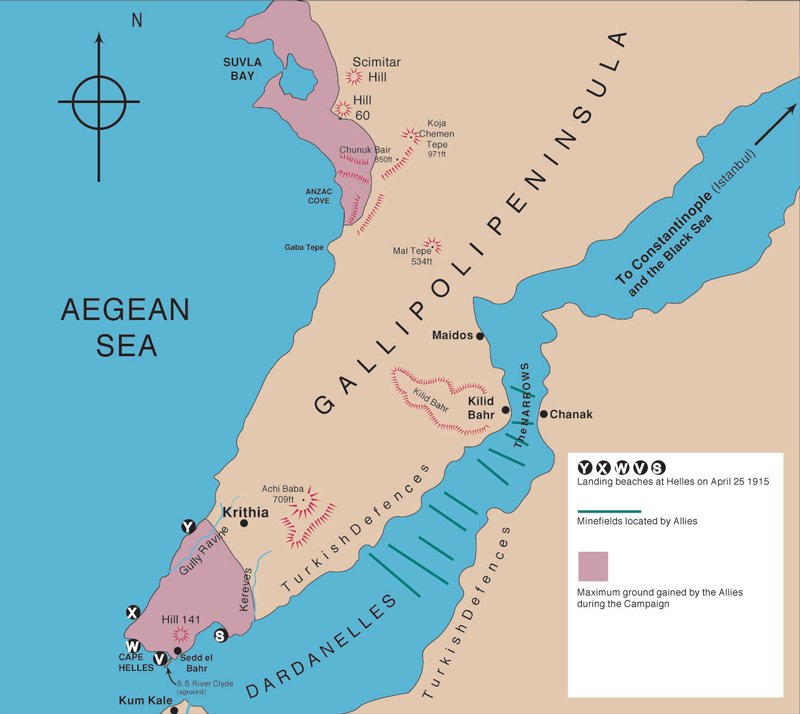 N
SUVLA
BAY
Scimitar
Hill
Hill
60
Koja
Chemen
Tepe
971ft
Chunuk Bair
850ft
ANZAC
COVE
Gaba Tepe
Mal Tepe
534ft
GALLIPOLI PENINSULA
To Constantinople (Istanbul)
and the Black Sea
AEGEAN
SEA
Maidos
The NARROWS
Kilid Bahr
Kilid
Bahr
Chanak
Achi Baba
709ft
Krithia
Turkish Defences
Turkish Defences
Y
Gully Ravine
Kereves
X
Hill 141
W
V
S
CAPE
HELLES
Sedd el
Bahr
S.S. River Clyde
(aground)
DARDANELLES
Kum Kale
Y X W V S
Landing beaches at Helles on April 25 1915
Minefields located by Allies
Maximum ground gained by the Allies
during the Campaign